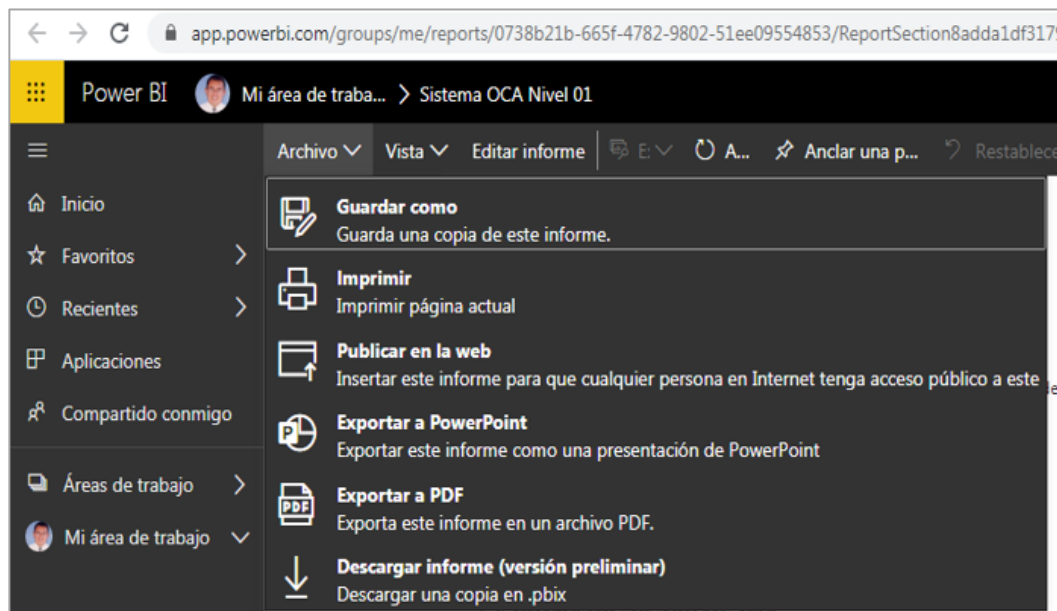 app.powerbi.com/groups/me/reports/0738b21b-665f-4782-9802-51ee09554853/ReportSection8adda1df317
Power BI Mi área de traba... > Sistema OCA Nivel 01
Archivo Vista Editar informe E: A... Anclar una p... Restablece
Inicio
Favoritos
Recientes
Aplicaciones
Compartido conmigo
Áreas de trabajo
Mi área de trabajo
Guardar como
Guarda una copia de este informe.
Imprimir
Imprimir página actual
Publicar en la web
Insertar este informe para que cualquier persona en Internet tenga acceso público a este
Exportar a PowerPoint
Exportar este informe como una presentación de PowerPoint
PDF
Exportar a PDF
Exporta este informe en un archivo PDF.
Descargar informe (versión preliminar)
Descargar una copia en .pbix